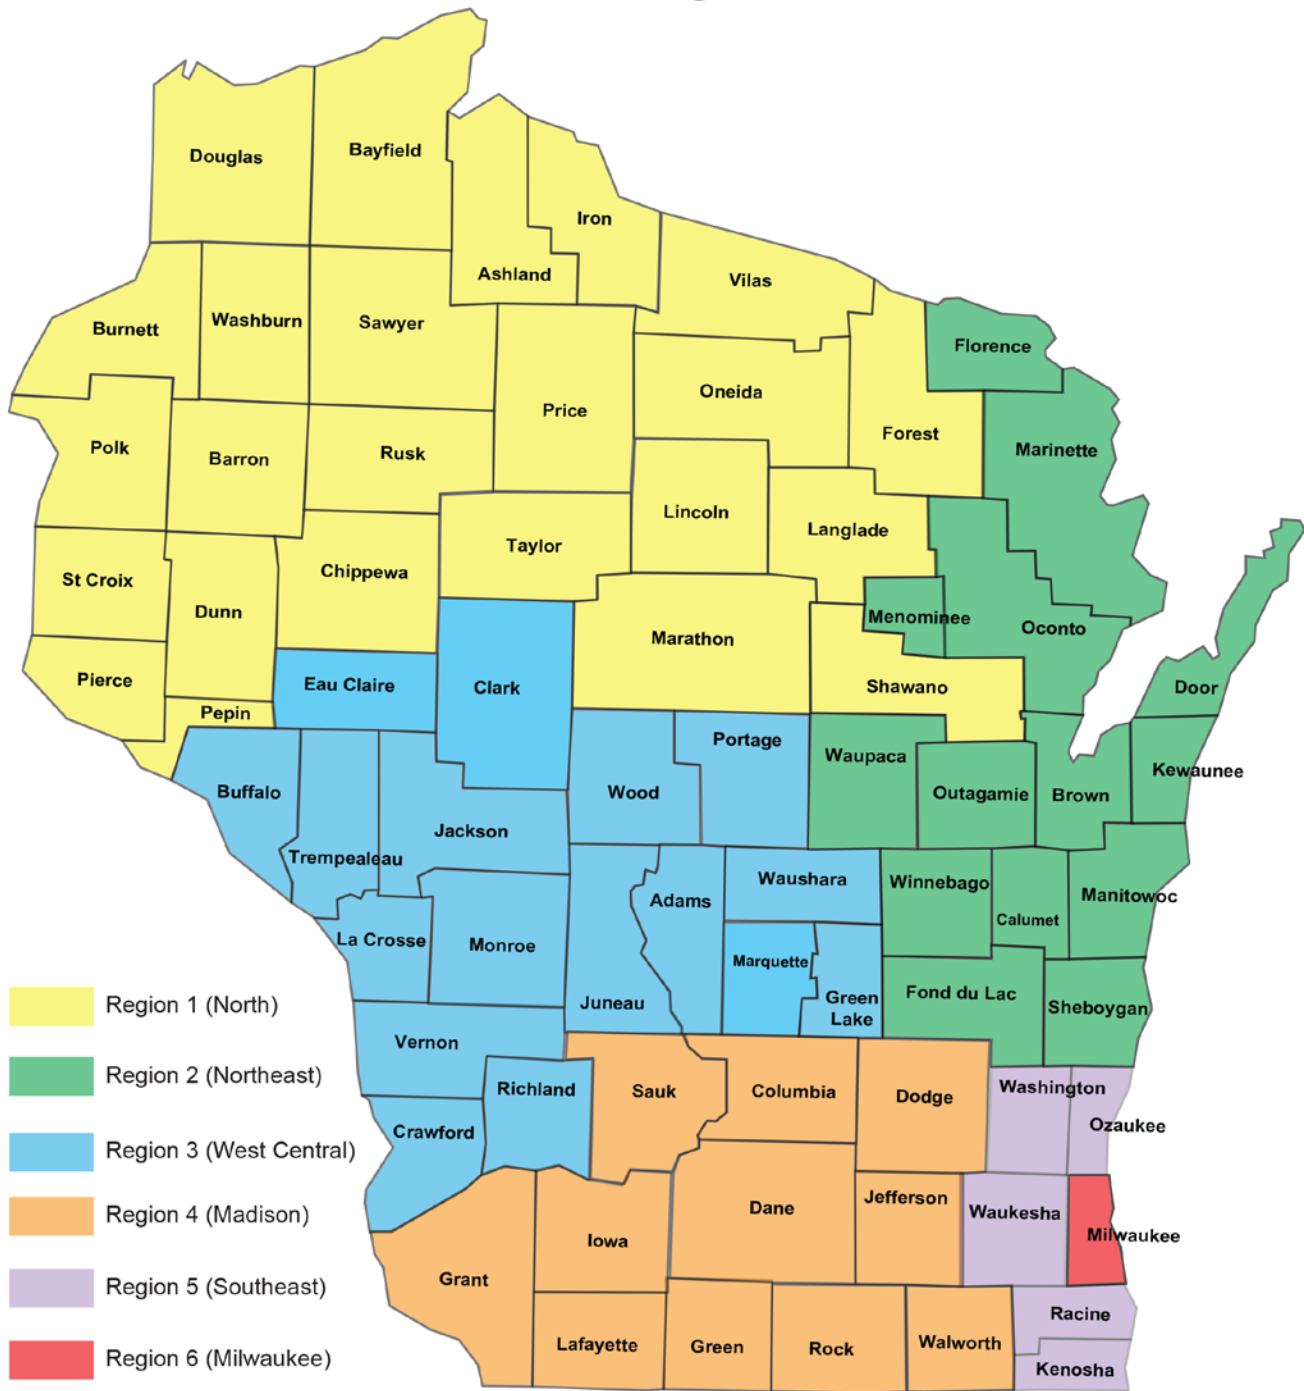 Douglas
Bayfield
Iron
Ashland
Vilas
Burnett
Washburn
Sawyer
Florence
Oneida
Price
Forest
Polk
Barron
Rusk
Marinette
Lincoln
Langlade
Taylor
St Croix
Chippewa
Dunn
Menominee
Oconto
Marathon
Pierce
Eau Claire
Clark
Shawano
Door
Pepin
Portage
Waupaca
Kewaunee
Buffalo
Wood
Outagamie
Brown
Jackson
Trempealeau
Waushara
Winnebago
Manitowoc
Adams
Calumet
La Crosse
Monroe
Marquette
Fond du Lac
Green
Lake
Juneau
Sheboygan
Vernon
Richland
Sauk
Columbia
Dodge
Washington
Ozaukee
Crawford
Dane
Jefferson
Waukesha
Milwaukee
Iowa
Grant
Racine
Lafayette
Green
Rock
Walworth
Kenosha
Region 1 (North)
Region 2 (Northeast)
Region 3 (West Central)
Region 4 (Madison)
Region 5 (Southeast)
Region 6 (Milwaukee)